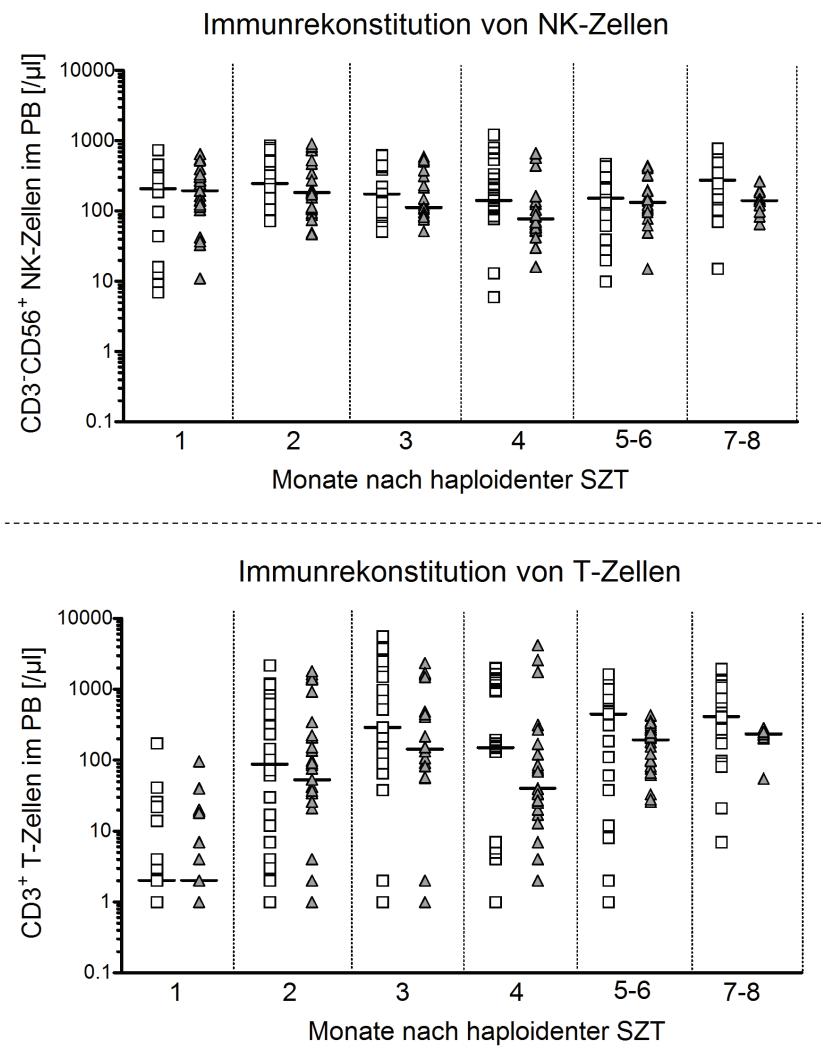 Immunrekonstitution von NK-Zellen
CD3⁻CD56⁺ NK-Zellen im PB [/µl]
10000
1000
100
10
1
0.1
1 2 3 4 5-6 7-8
Monate nach haploidenter SZT
Immunrekonstitution von T-Zellen
CD3⁺ T-Zellen im PB [/µl]
10000
1000
100
10
1
0.1
1 2 3 4 5-6 7-8
Monate nach haploidenter SZT